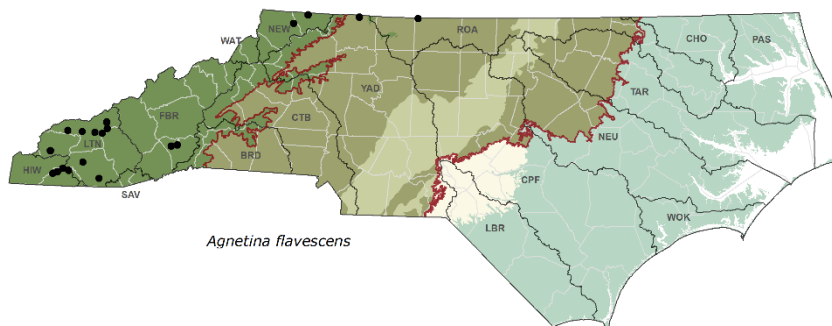 NEW
ROA
WAT
CHO
PAS
FBR
YAD
TAR
LTN
CTB
NEU
BRD
HIW
CPF
SAV
WOK
LBR
Agnetina flavescens